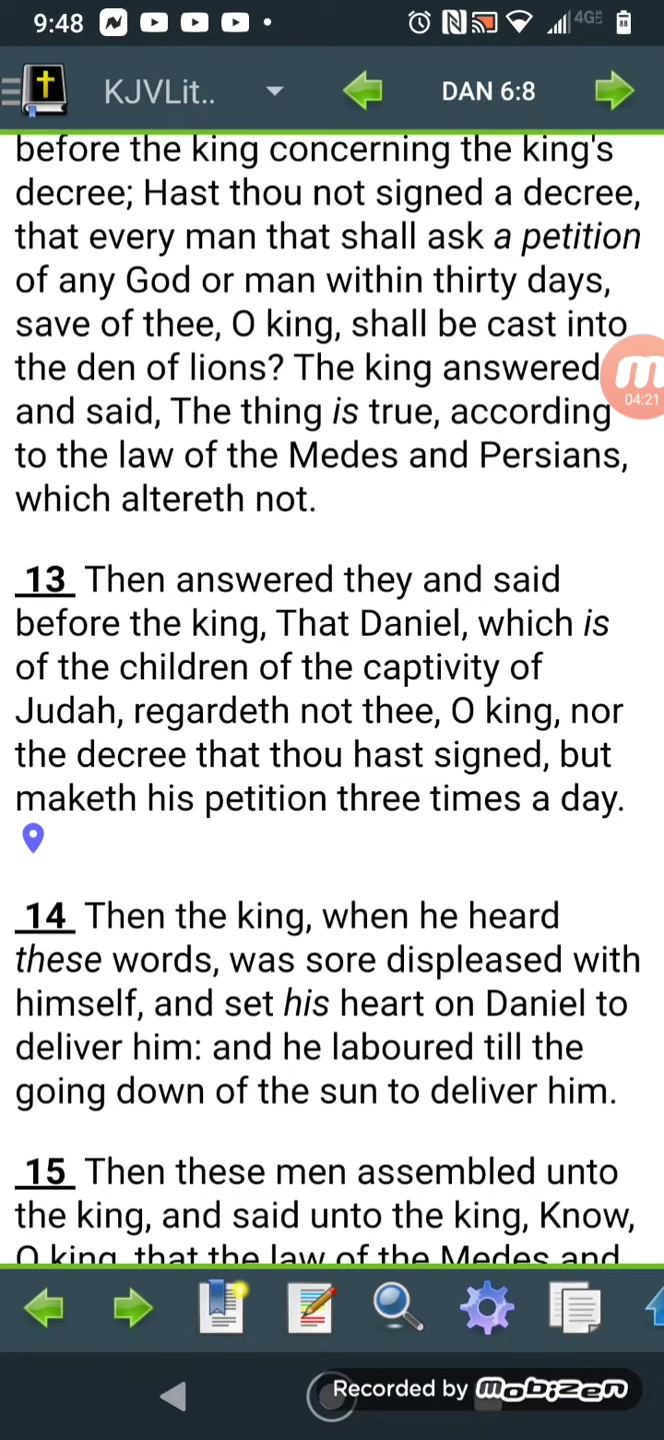 9:48 4GE 88
KJVLit.. DAN 6:8
before the king concerning the king's
decree; Hast thou not signed a decree,
that every man that shall ask a petition
of any God or man within thirty days,
save of thee, O king, shall be cast into
the den of lions? The king answered
and said, The thing is true, according
to the law of the Medes and Persians,
which altereth not.
m
04:21
13 Then answered they and said
before the king, That Daniel, which is
of the children of the captivity of
Judah, regardeth not thee, O king, nor
the decree that thou hast signed, but
maketh his petition three times a day.
14 Then the king, when he heard
these words, was sore displeased with
himself, and set his heart on Daniel to
deliver him: and he laboured till the
going down of the sun to deliver him.
15 Then these men assembled unto
the king, and said unto the king, Know,
O king, that the law of the Medes and
Recorded by mobizen